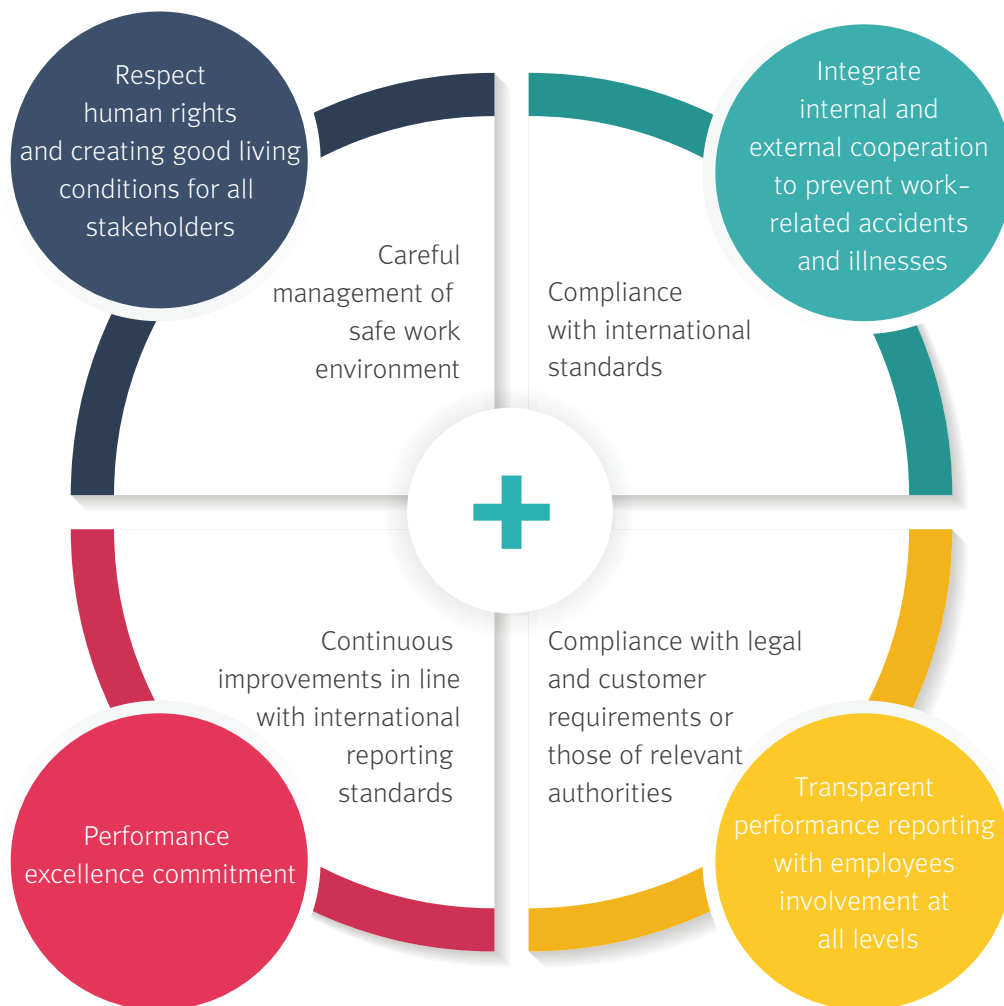 Respect
human rights
and creating good living
conditions for all
stakeholders
Careful
management of
safe work
environment
Integrate
internal and
external cooperation
to prevent work-
related accidents
and illnesses
Compliance
with international
standards
Continuous
improvements in line
with international
reporting
standards
Performance
excellence commitment
Compliance with legal
and customer
requirements or
those of relevant
authorities
Transparent
performance reporting
with employees
involvement at
all levels